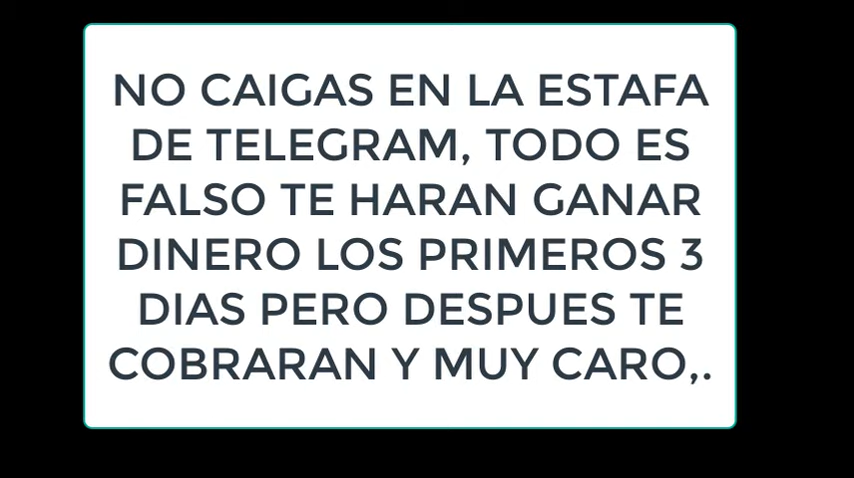 NO CAIGAS EN LA ESTAFA
DE TELEGRAM, TODO ES
FALSO TE HARAN GANAR
DINERO LOS PRIMEROS 3
DIAS PERO DESPUES TE
COBRARAN Y MUY CARO,.